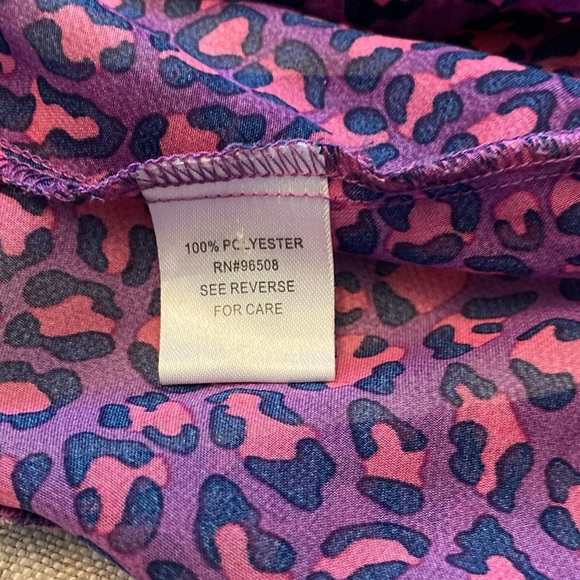 100% POLYESTER
RN#96508
SEE REVERSE
FOR CARE